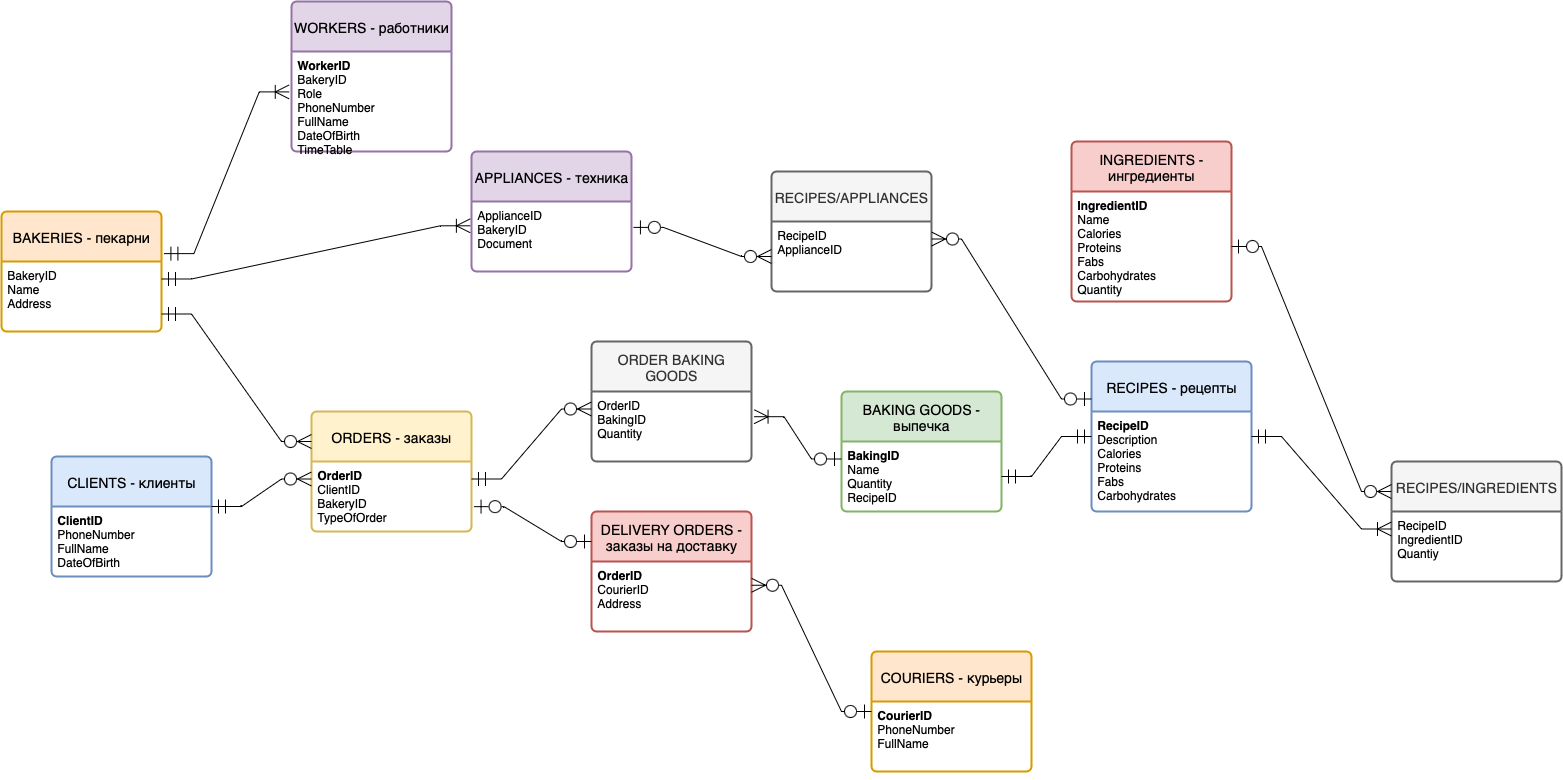 WORKERS - работники
WorkerID
BakeryID
Role
PhoneNumber
FullName
DateOfBirth
TimeTable
APPLIANCES - техника
ApplianceID
BakeryID
Document
RECIPES/APPLIANCES
RecipeID
ApplianceID
INGREDIENTS -
ингредиенты
IngredientID
Name
Calories
Proteins
Fabs
Carbohydrates
Quantity
BAKERIES - пекарни
BakeryID
Name
Address
ORDER BAKING
GOODS
OrderID
BakingID
Quantity
BAKING GOODS -
выпечка
BakingID
Name
Quantity
RecipeID
RECIPES - рецепты
RecipeID
Description
Calories
Proteins
Fabs
Carbohydrates
ORDERS - заказы
OrderID
ClientID
BakeryID
TypeOfOrder
CLIENTS - клиенты
ClientID
PhoneNumber
FullName
DateOfBirth
RECIPES/INGREDIENTS
RecipeID
IngredientID
Quantiy
DELIVERY ORDERS -
заказы на доставку
OrderID
CourierID
Address
COURIERS - курьеры
CourierID
PhoneNumber
FullName